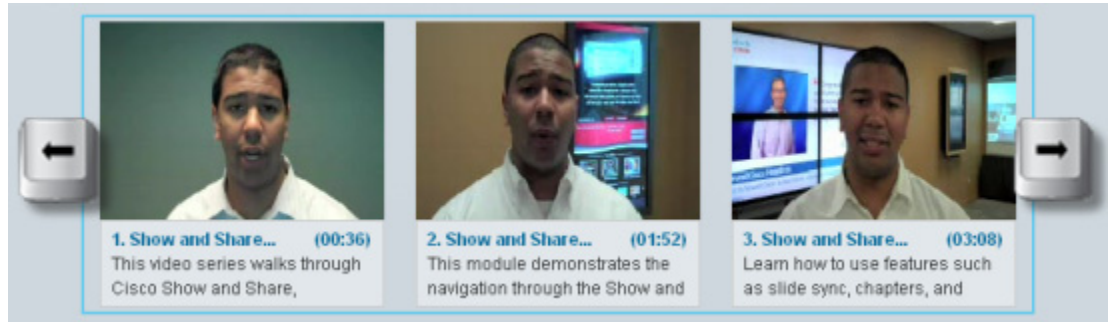 1. Show and Share... (00:36)
This video series walks through
Cisco Show and Share,
2. Show and Share... (01:52)
This module demonstrates the
navigation through the Show and
3. Show and Share... (03:08)
Learn how to use features such
as slide sync, chapters, and